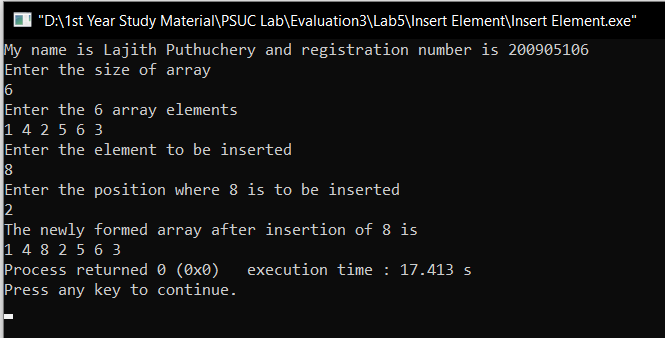 "D:\1st Year Study Material\PSUC Lab\Evaluation3\Lab5\Insert Element\Insert Element.exe"
My name is Lajith Puthuchery and registration number is 200905106
Enter the size of array
6
Enter the 6 array elements
1 4 2 5 6 3
Enter the element to be inserted
8
Enter the position where 8 is to be inserted
2
The newly formed array after insertion of 8 is
1 4 8 2 5 6 3
Process returned 0 (0x0)   execution time : 17.413 s
Press any key to continue.